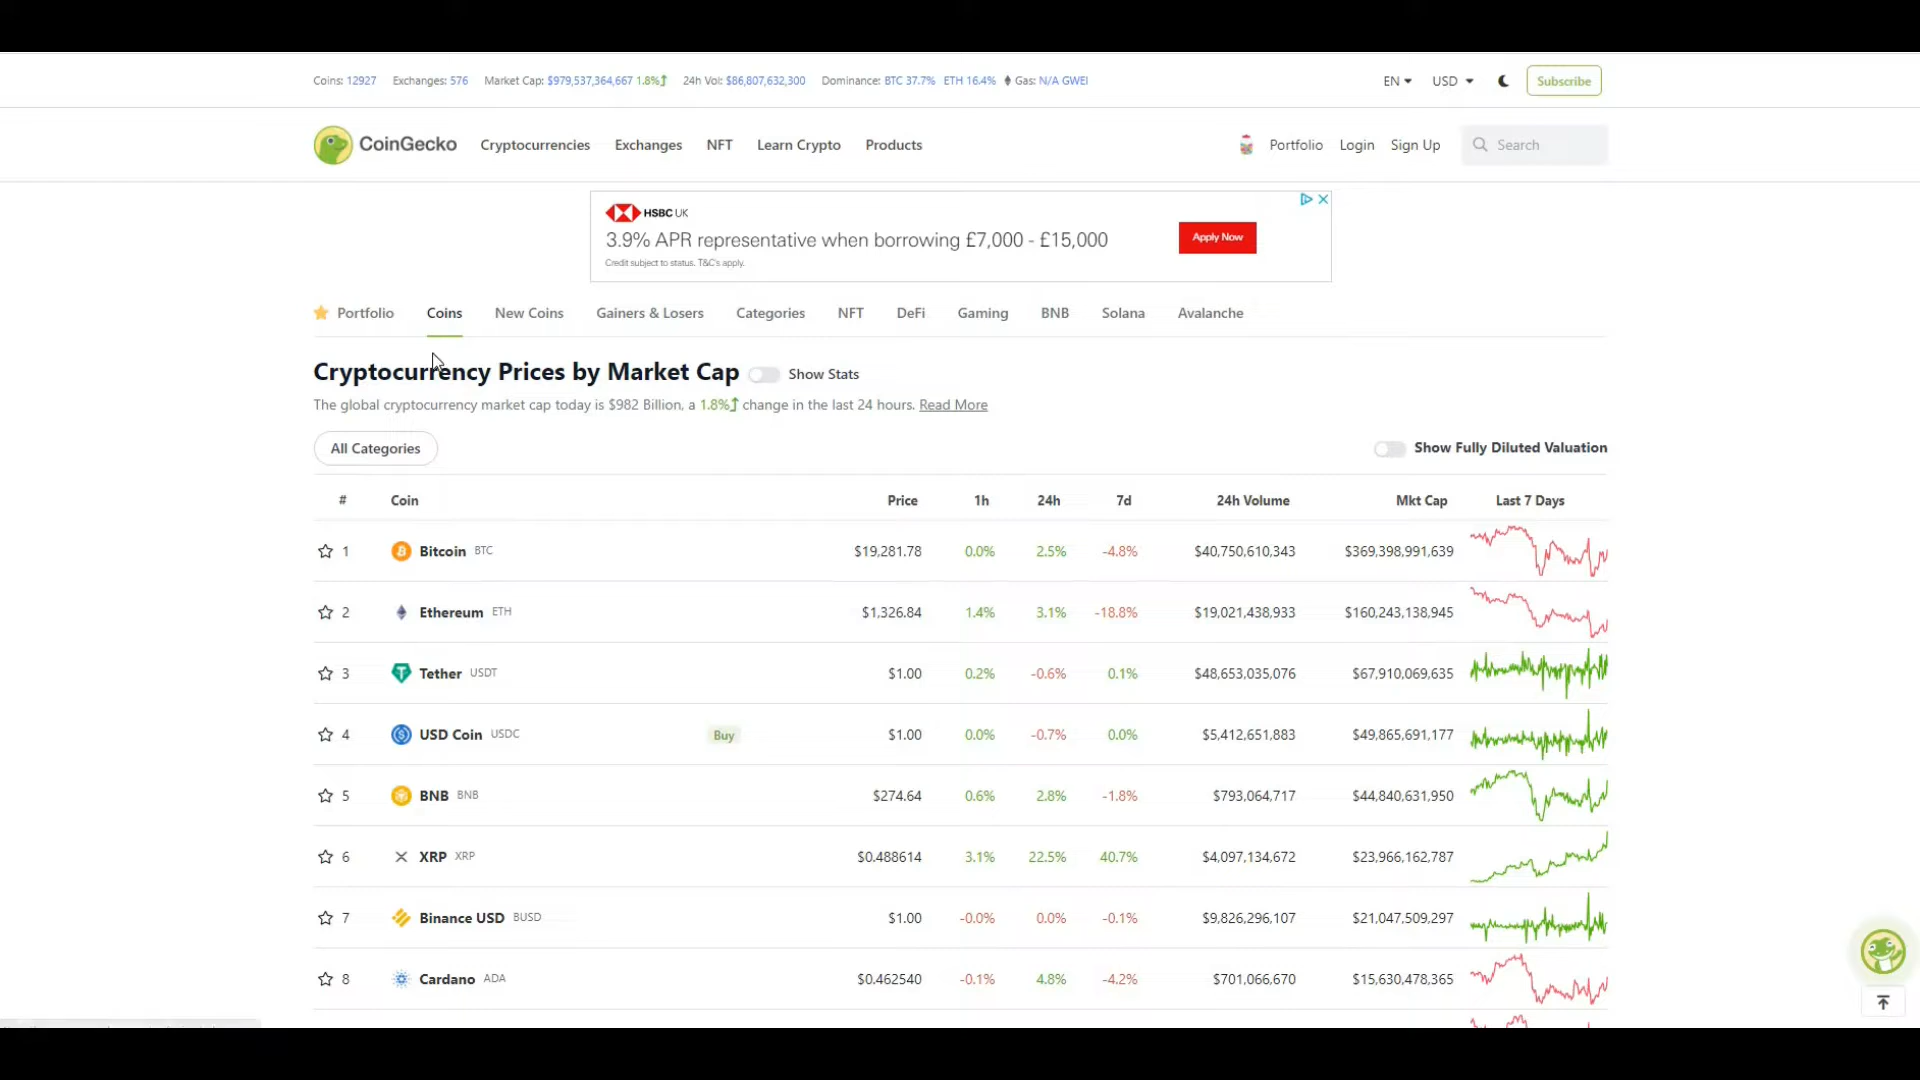 Coins: 12927 Exchanges: 576 Market Cap: $979,537,364,667 1.8% 24h Vol: $86,807,632,300 Dominance: BTC 37.7% ETH 16.4% Gas: N/A GWEI EN USD Subscribe
CoinGecko Cryptocurrencies Exchanges NFT Learn Crypto Products Portfolio Login Sign Up Search
HSBC UK
3.9% APR representative when borrowing £7,000 - £15,000 Apply Now
Credit subject to status. T&C's apply.
Portfolio Coins New Coins Gainers & Losers Categories NFT DeFi Gaming BNB Solana Avalanche
Cryptocurrency Prices by Market Cap Show Stats
The global cryptocurrency market cap today is $982 Billion, a 1.8% change in the last 24 hours. Read More
All Categories Show Fully Diluted Valuation
# Coin Price 1h 24h 7d 24h Volume Mkt Cap Last 7 Days
1 Bitcoin BTC $19,281.78 0.0% 2.5% -4.8% $40,750,610,343 $369,398,991,639
2 Ethereum ETH $1,326.84 1.4% 3.1% -18.8% $19,021,438,933 $160,243,138,945
3 Tether USDT $1.00 0.2% -0.6% 0.1% $48,653,035,076 $67,910,069,635
4 USD Coin USDC Buy $1.00 0.0% -0.7% 0.0% $5,412,651,883 $49,865,691,177
5 BNB BNB $274.64 0.6% 2.8% -1.8% $793,064,717 $44,840,631,950
6 XRP XRP $0.488614 3.1% 22.5% 40.7% $4,097,134,672 $23,966,162,787
7 Binance USD BUSD $1.00 -0.0% 0.0% -0.1% $9,826,296,107 $21,047,509,297
8 Cardano ADA $0.462540 -0.1% 4.8% -4.2% $701,066,670 $15,630,478,365